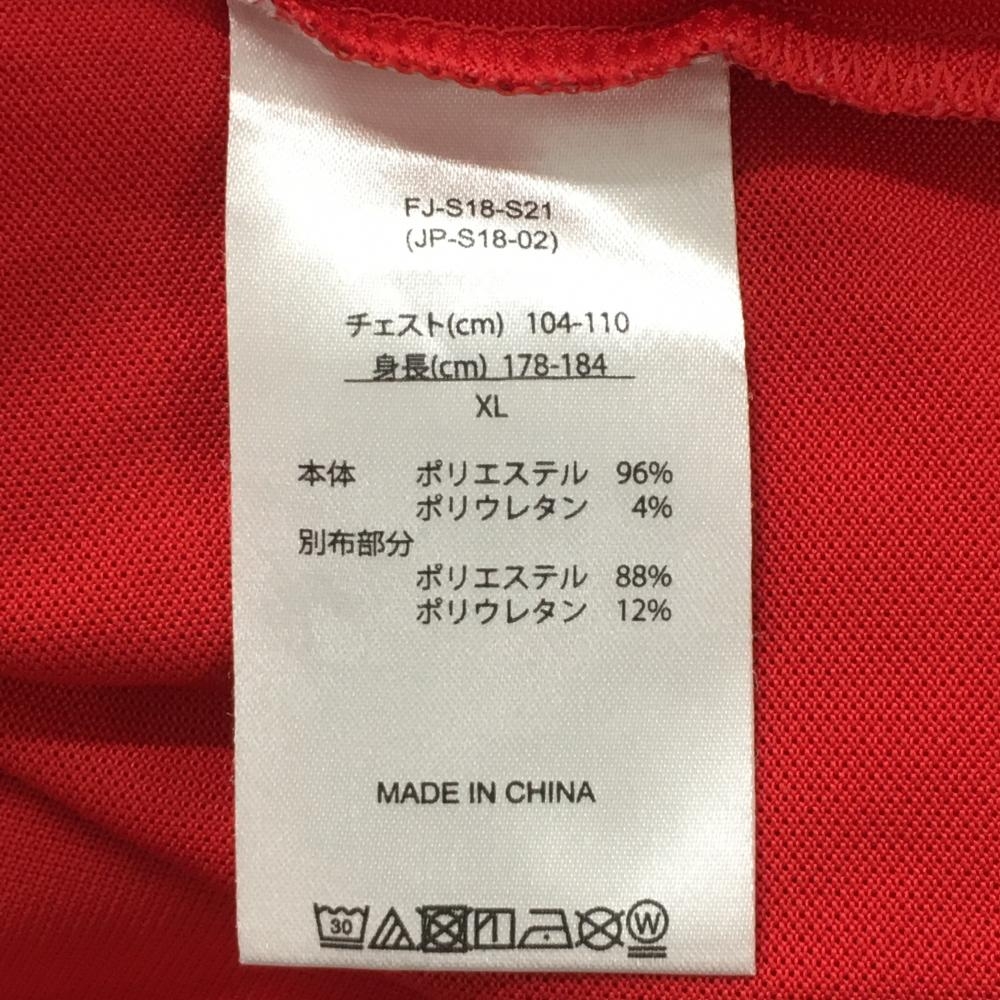 FJ-S18-S21
(JP-S18-02)
チェスト(cm) 104-110
身長(cm) 178-184
XL
本体 ポリエステル 96%
ポリウレタン 4%
別布部分
ポリエステル 88%
ポリウレタン 12%
MADE IN CHINA
30 W